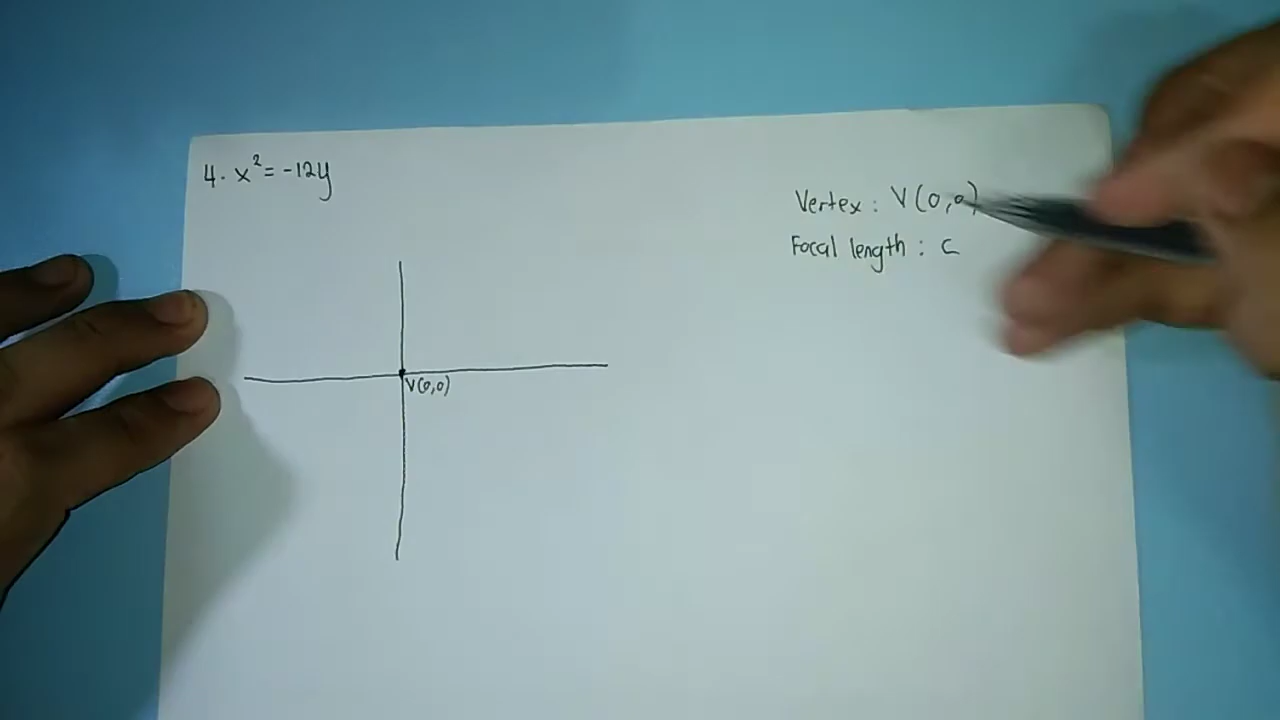 4. x² = -12y
Vertex: V(0,0)
Focal length: c
V(0,0)